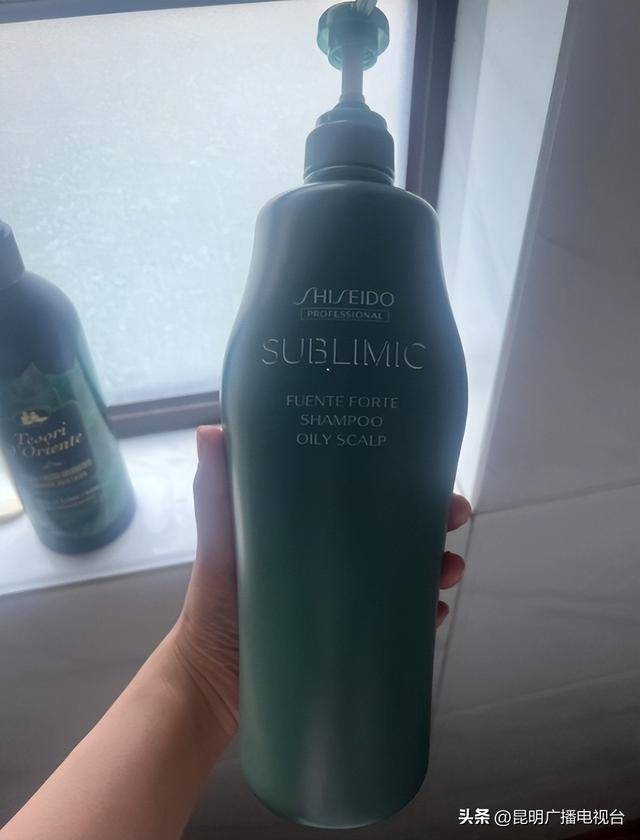 SHISEIDO
PROFESSIONAL
SUBLIMIC
FUENTE FORTE
SHAMPOO
OILY SCALP
Tesori
d'Oriente
头条 @昆明广播电视台